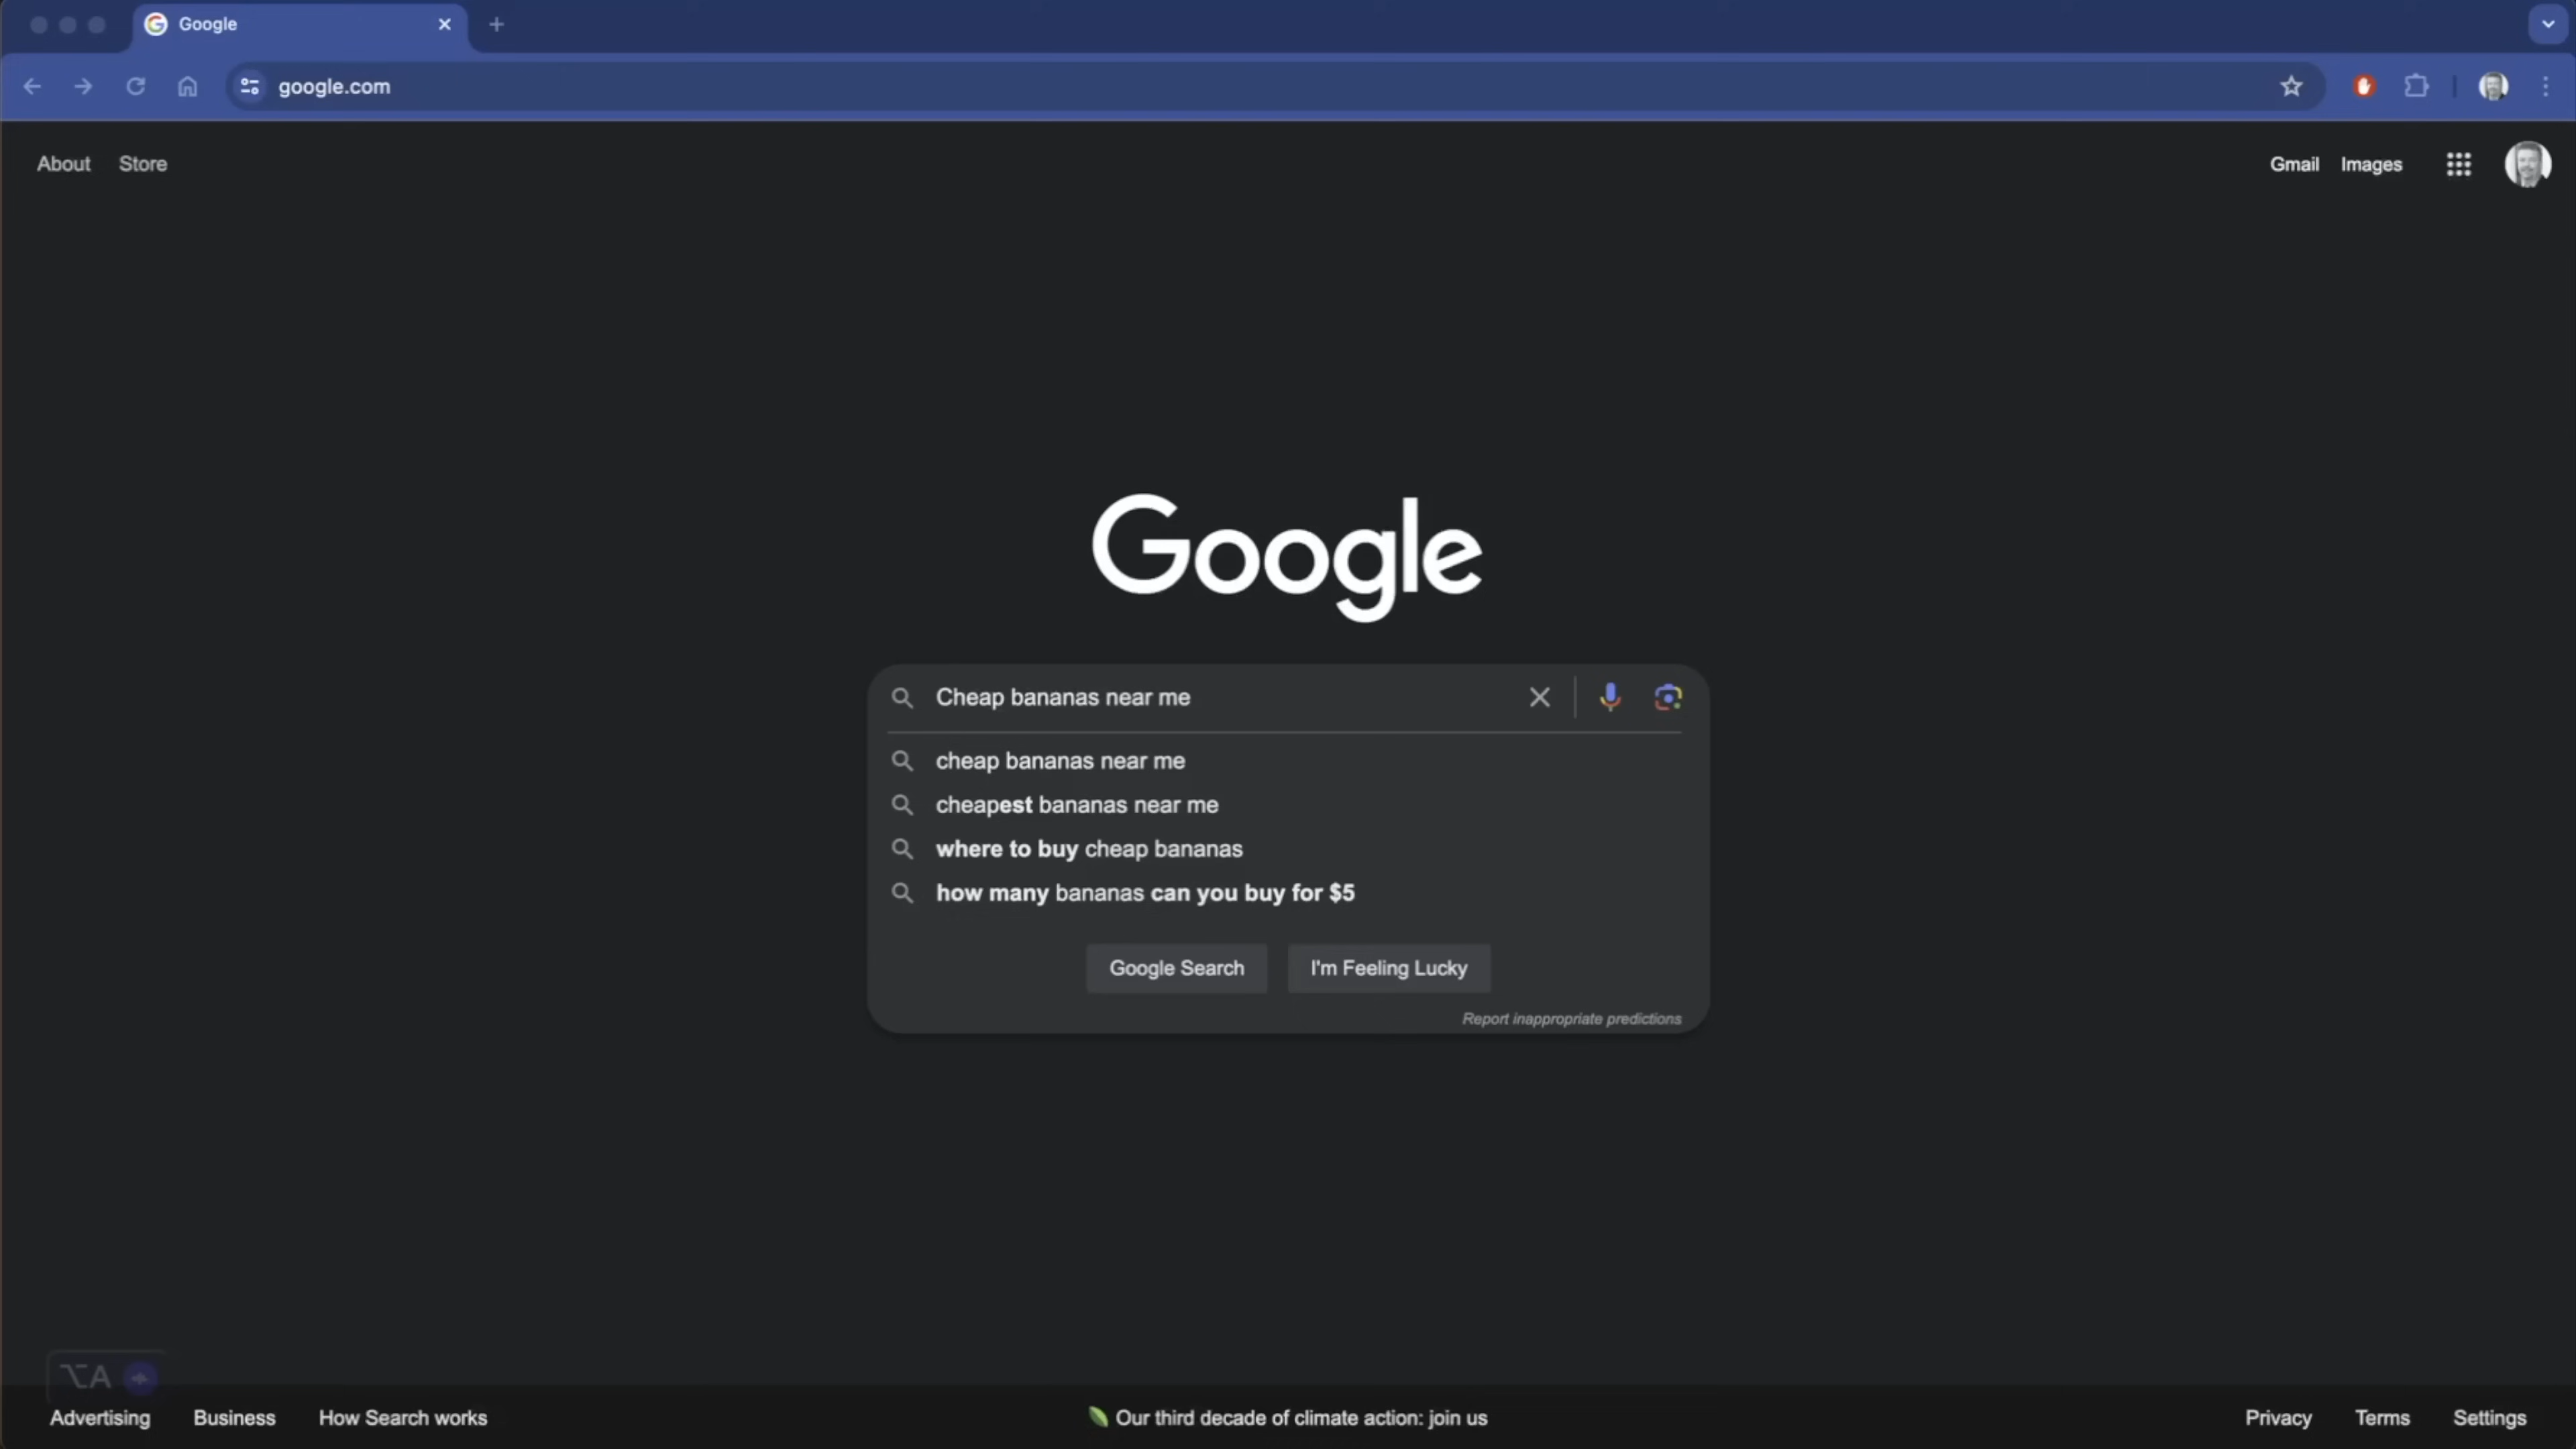 Google
google.com
About Store
Gmail Images
Google
Cheap bananas near me
cheap bananas near me
cheapest bananas near me
where to buy cheap bananas
how many bananas can you buy for $5
Google Search I'm Feeling Lucky
Report inappropriate predictions
⌥A
Advertising Business How Search works
Our third decade of climate action: join us
Privacy Terms Settings